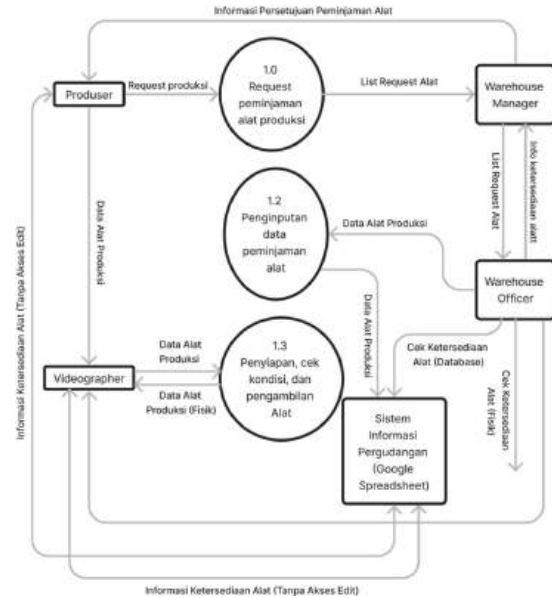 Informasi Persetujuan Peminjaman Alat
Produser
Request produksi
1.0
Request
peminjaman
alat produksi
List Request Alat
Warehouse
Manager
List Request Alat
Info ketersediaan alatt
1.2
Penginputan
data
peminjaman
alat
Data Alat Produksi
Warehouse
Officer
Data Alat Produksi
Data Alat Produksi
Informasi Ketersediaan Alat (Tanpa Akses Edit)
Videographer
Data Alat
Produksi
Data Alat
Produksi (Fisik)
1.3
Penyiapan, cek
kondisi, dan
pengambilan
Alat
Cek Ketersediaan
Alat (Database)
Cek Ketersediaan
Alat (Fisik)
Sistem
Informasi
Pergudangan
(Google
Spreadsheet)
Informasi Ketersediaan Alat (Tanpa Akses Edit)